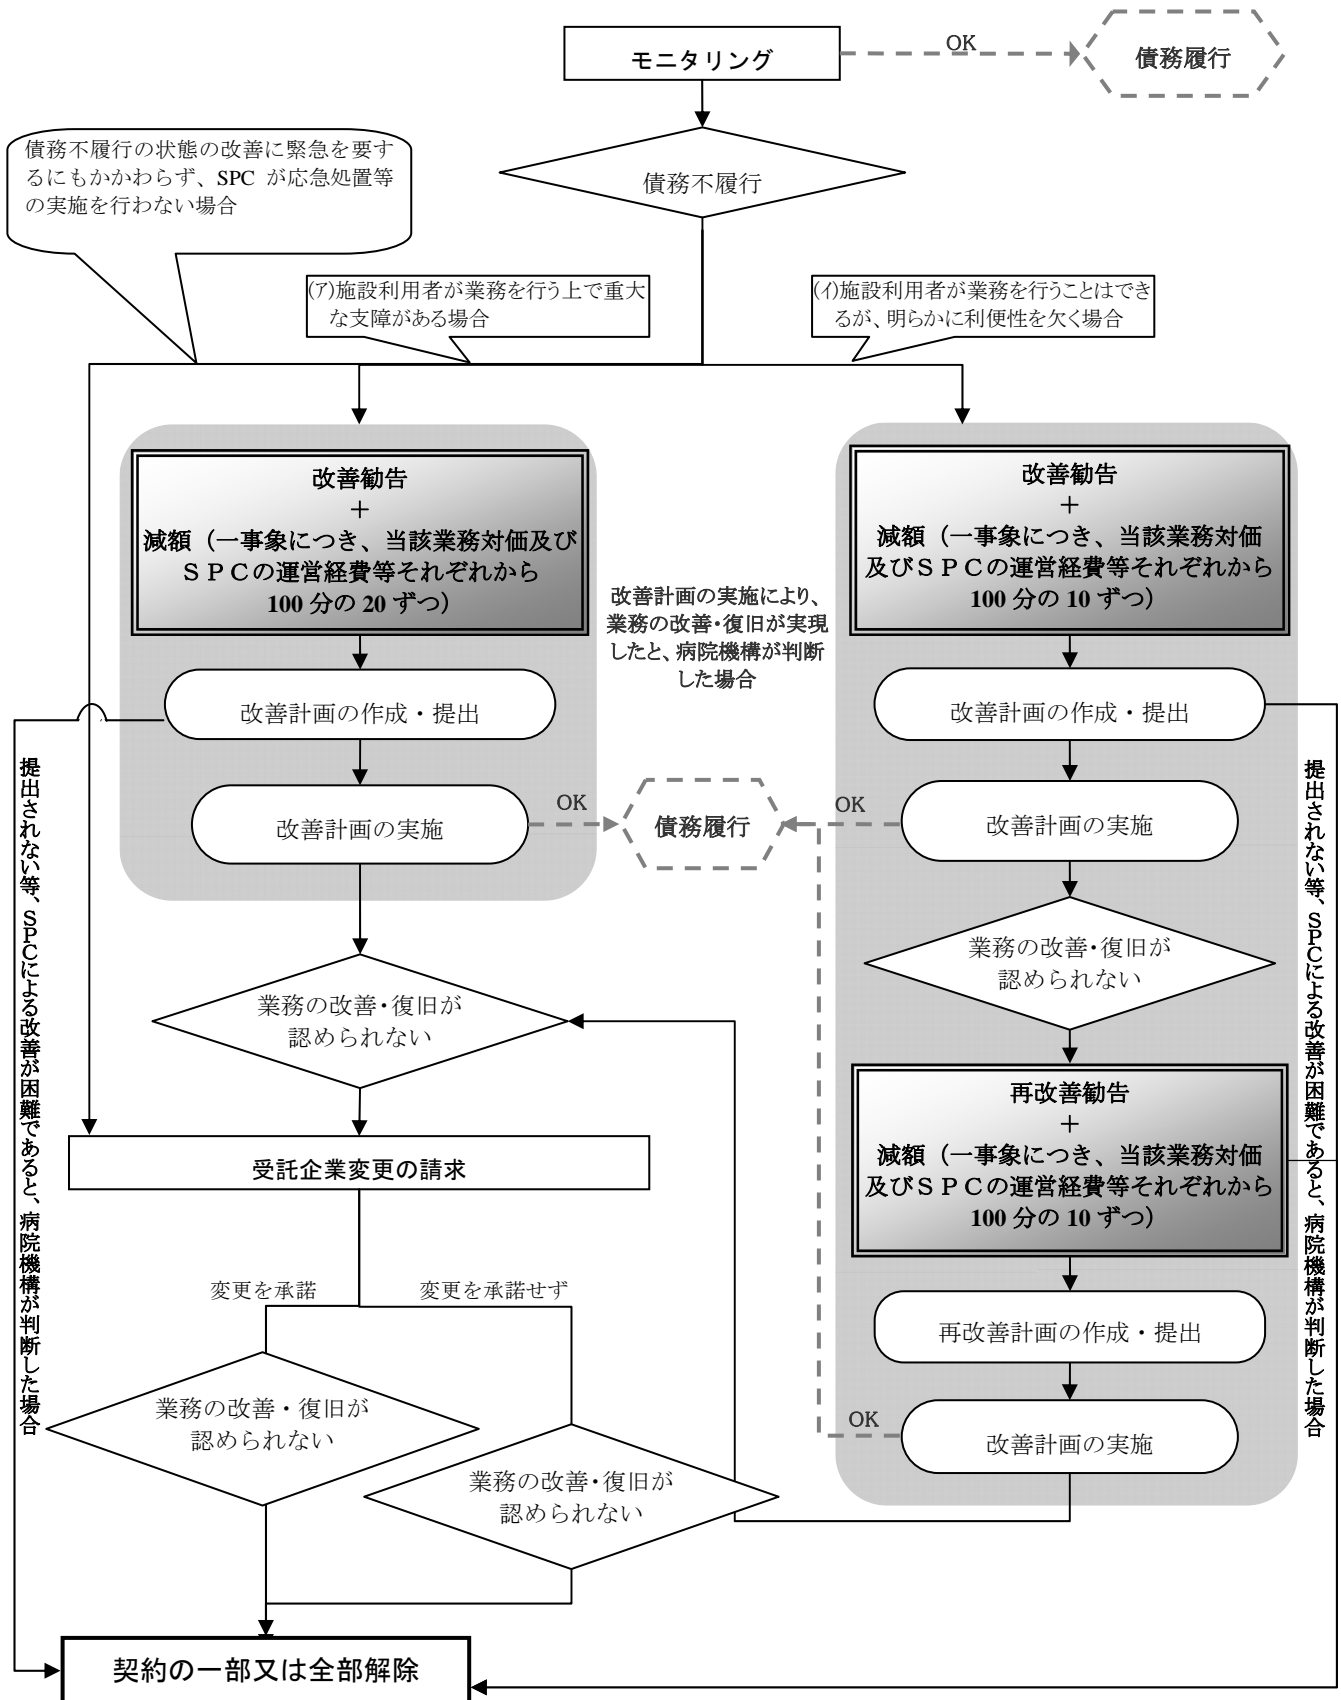 モニタリング
OK
債務履行
債務不履行の状態の改善に緊急を要す
るにもかかわらず、SPC が応急処置等
の実施を行わない場合
債務不履行
(ア)施設利用者が業務を行う上で重大
な支障がある場合
(イ)施設利用者が業務を行うことはでき
るが、明らかに利便性を欠く場合
改善勧告
+
減額（一事象につき、当該業務対価及び
ＳＰＣの運営経費等それぞれから
100 分の 20 ずつ）
改善計画の作成・提出
改善計画の実施
OK
改善計画の実施により、
業務の改善・復旧が実現
したと、病院機構が判断
した場合
債務履行
改善勧告
+
減額（一事象につき、当該業務対価
及びＳＰＣの運営経費等それぞれから
100 分の 10 ずつ）
改善計画の作成・提出
OK
改善計画の実施
業務の改善・復旧が
認められない
再改善勧告
+
減額（一事象につき、当該業務対価
及びＳＰＣの運営経費等それぞれから
100 分の 10 ずつ）
再改善計画の作成・提出
OK
改善計画の実施
提出されない等、ＳＰＣによる改善が困難であると、病院機構が判断した場合
提出されない等、ＳＰＣによる改善が困難であると、病院機構が判断した場合
業務の改善・復旧が
認められない
受託企業変更の請求
変更を承諾
変更を承諾せず
業務の改善・復旧が
認められない
業務の改善・復旧が
認められない
契約の一部又は全部解除